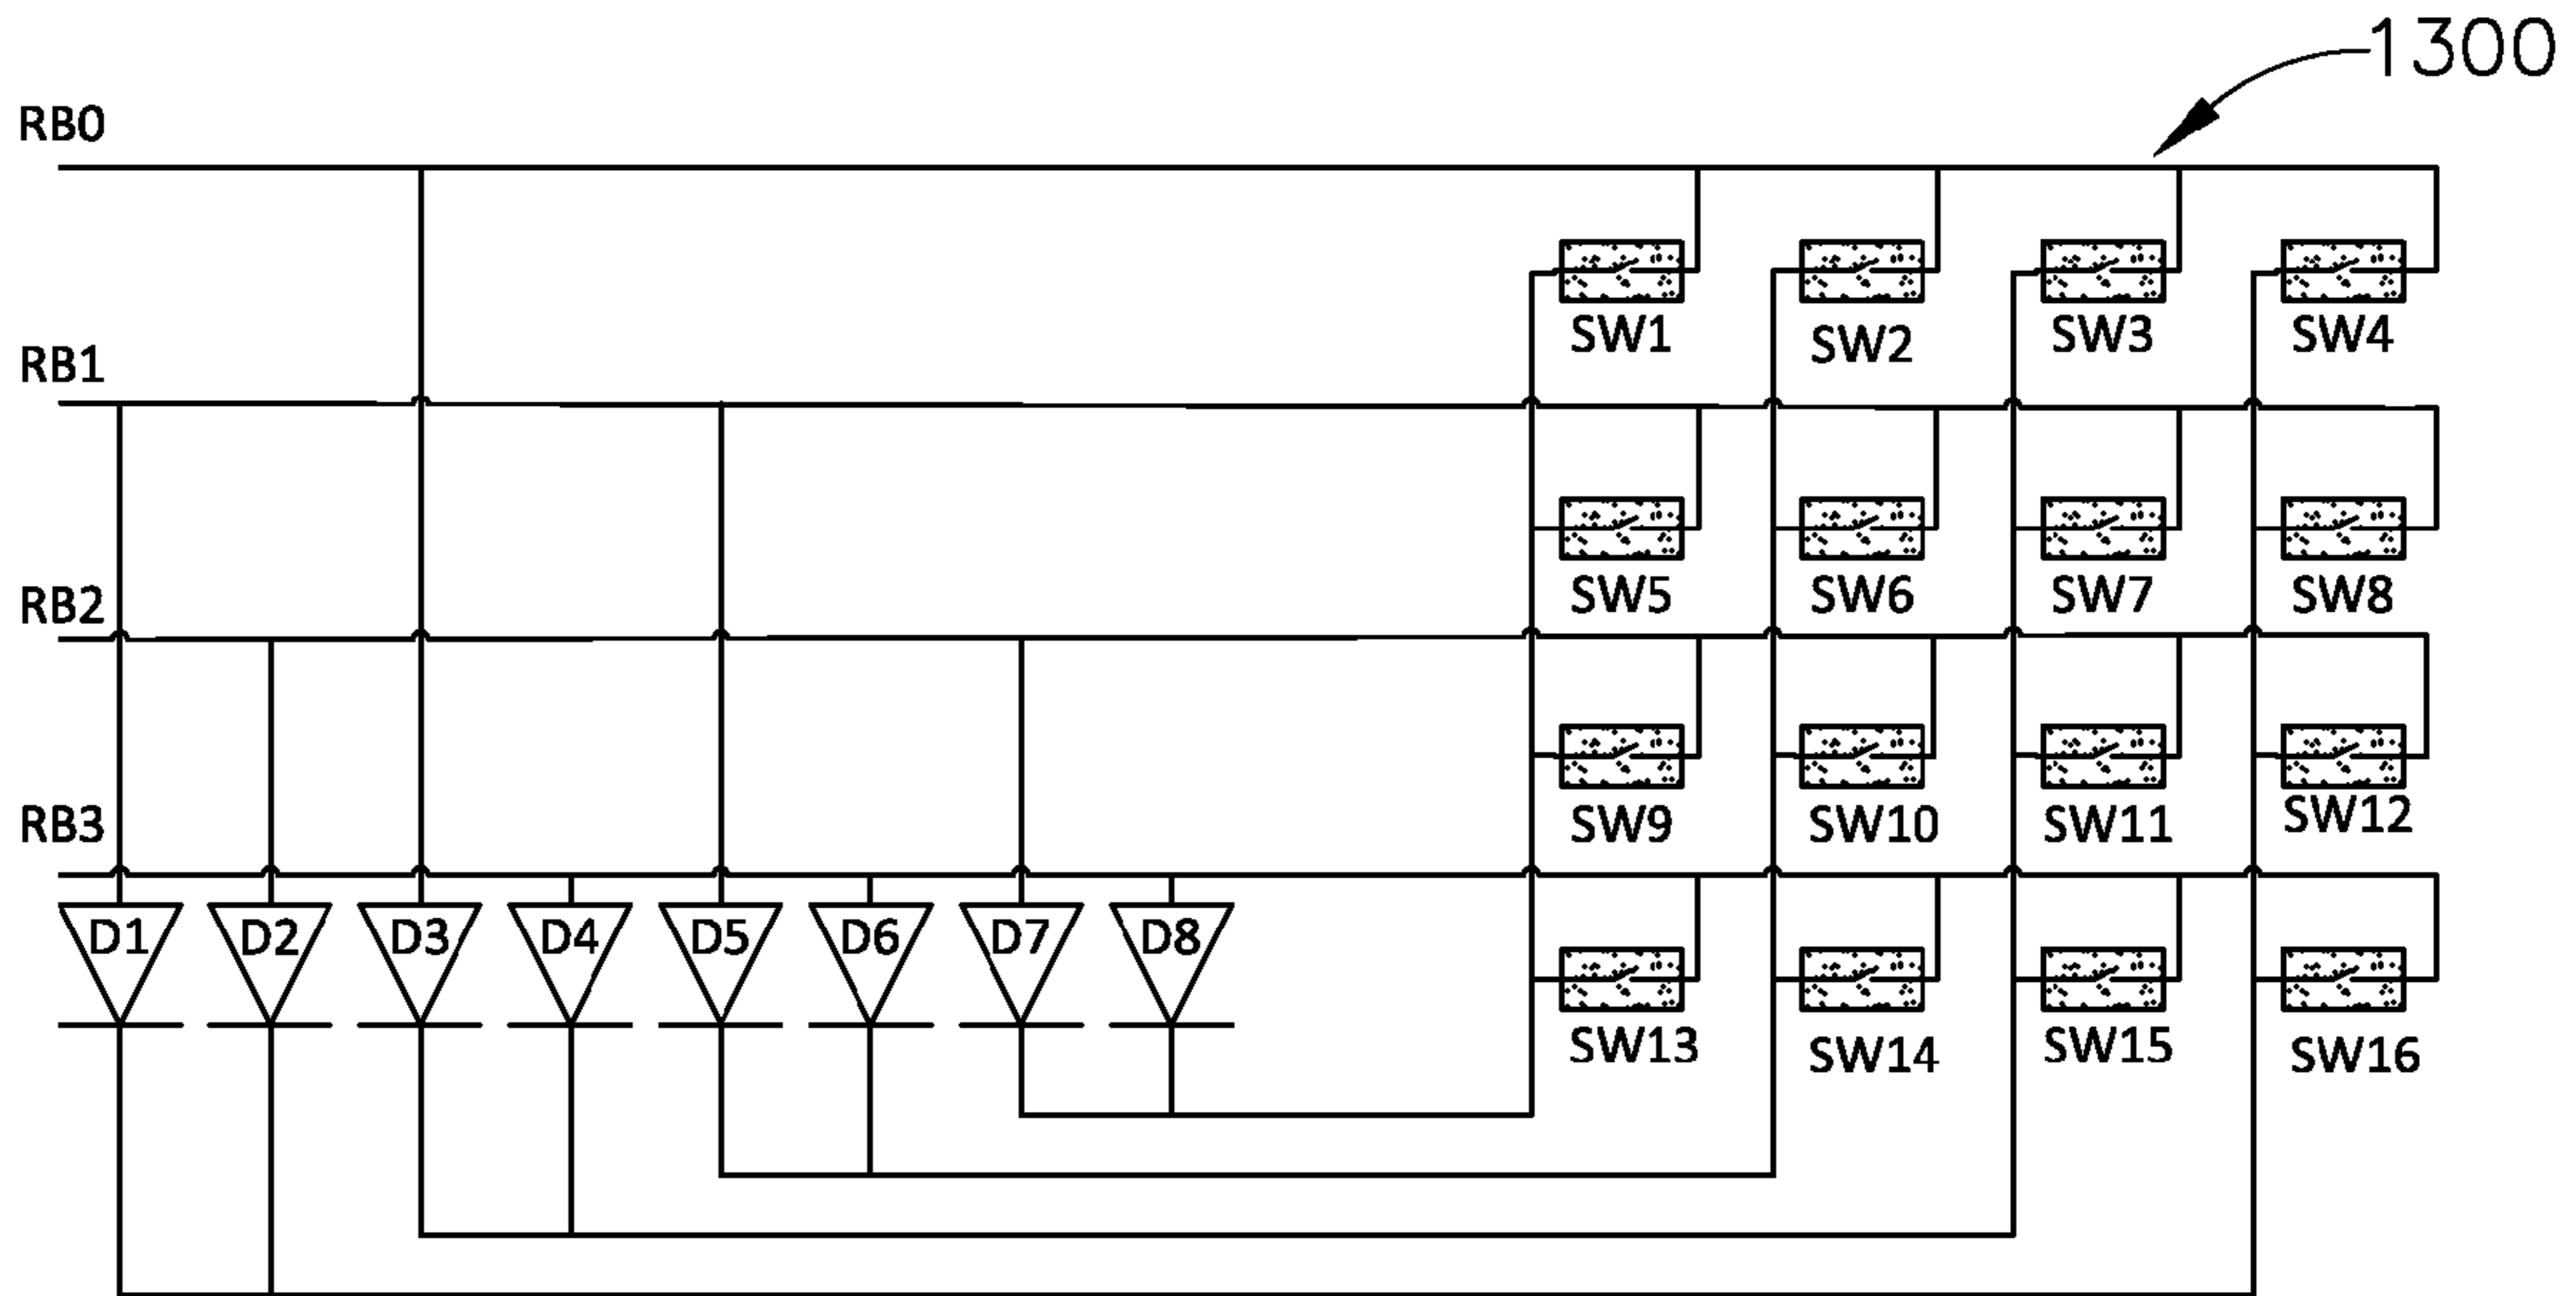 1300
RB0
SW1 SW2 SW3 SW4
RB1
SW5 SW6 SW7 SW8
RB2
SW9 SW10 SW11 SW12
RB3
D1 D2 D3 D4 D5 D6 D7 D8
SW13 SW14 SW15 SW16